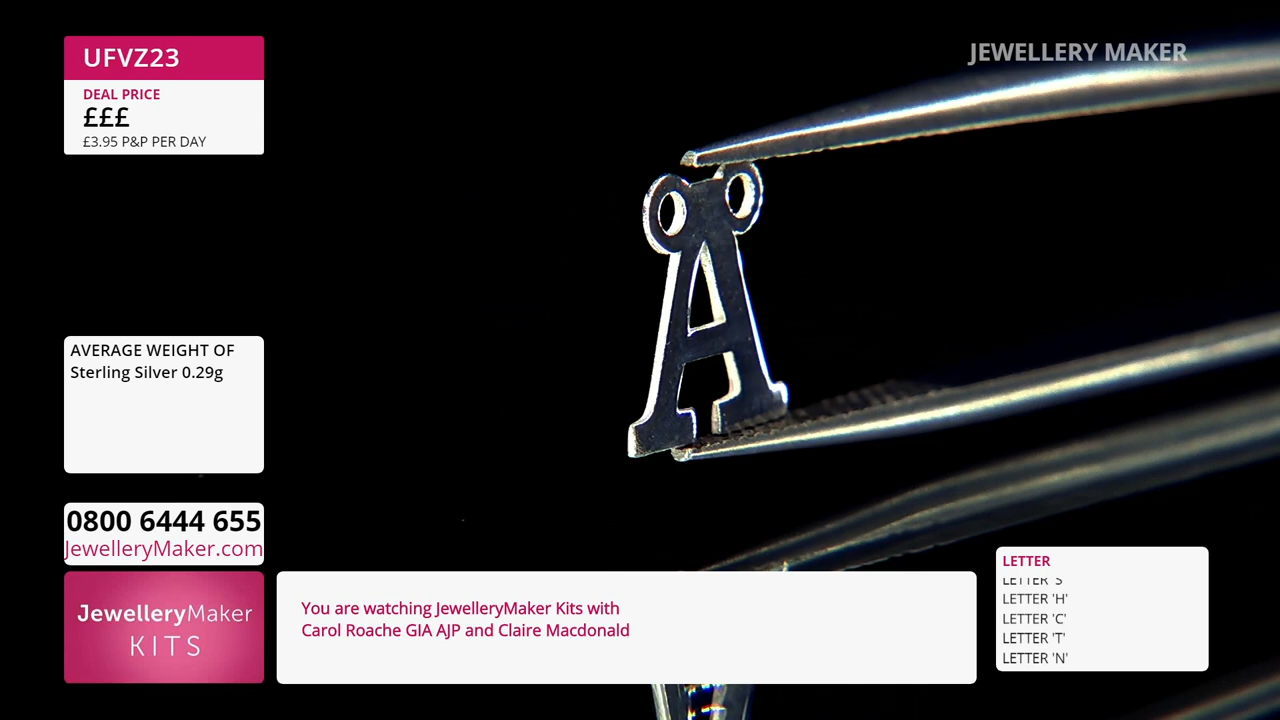 UFVZ23
DEAL PRICE
£££
£3.95 P&P PER DAY
JEWELLERY MAKER
A
AVERAGE WEIGHT OF
Sterling Silver 0.29g
0800 6444 655
JewelleryMaker.com
JewelleryMaker
KITS
You are watching JewelleryMaker Kits with
Carol Roache GIA AJP and Claire Macdonald
LETTER
LETTER 'S'
LETTER 'H'
LETTER 'C'
LETTER 'T'
LETTER 'N'